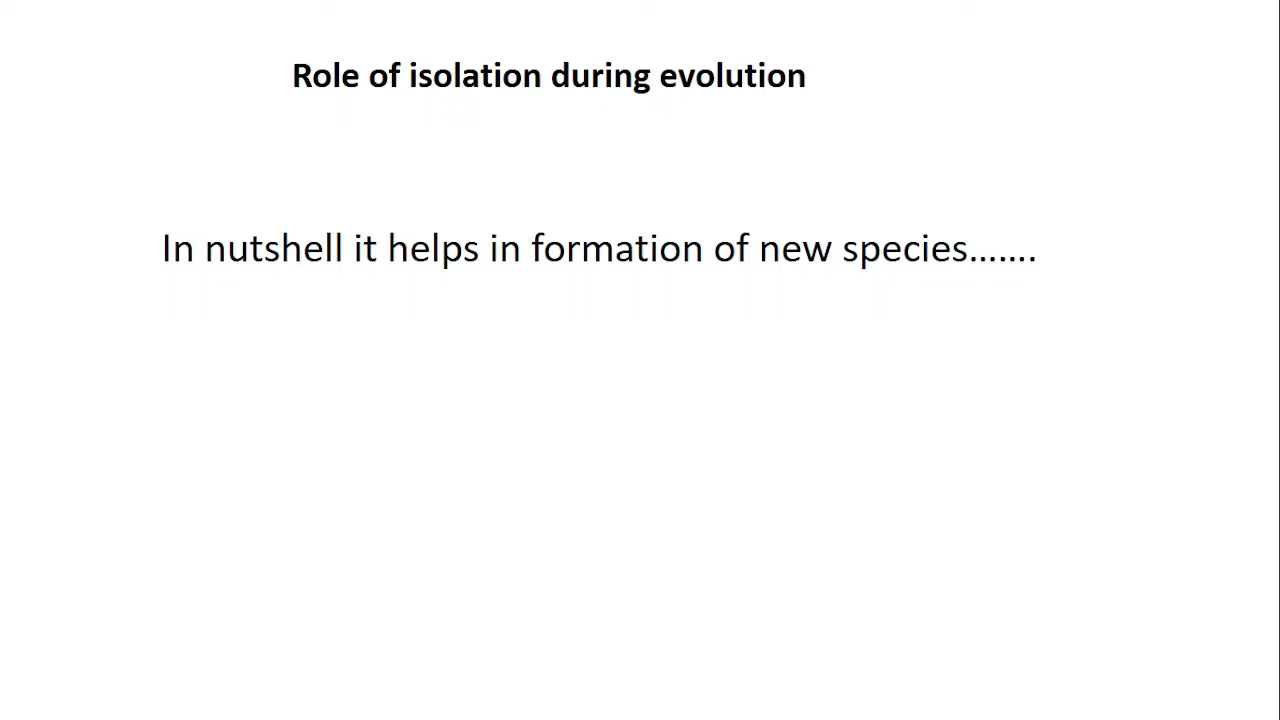 Role of isolation during evolution
In nutshell it helps in formation of new species.......